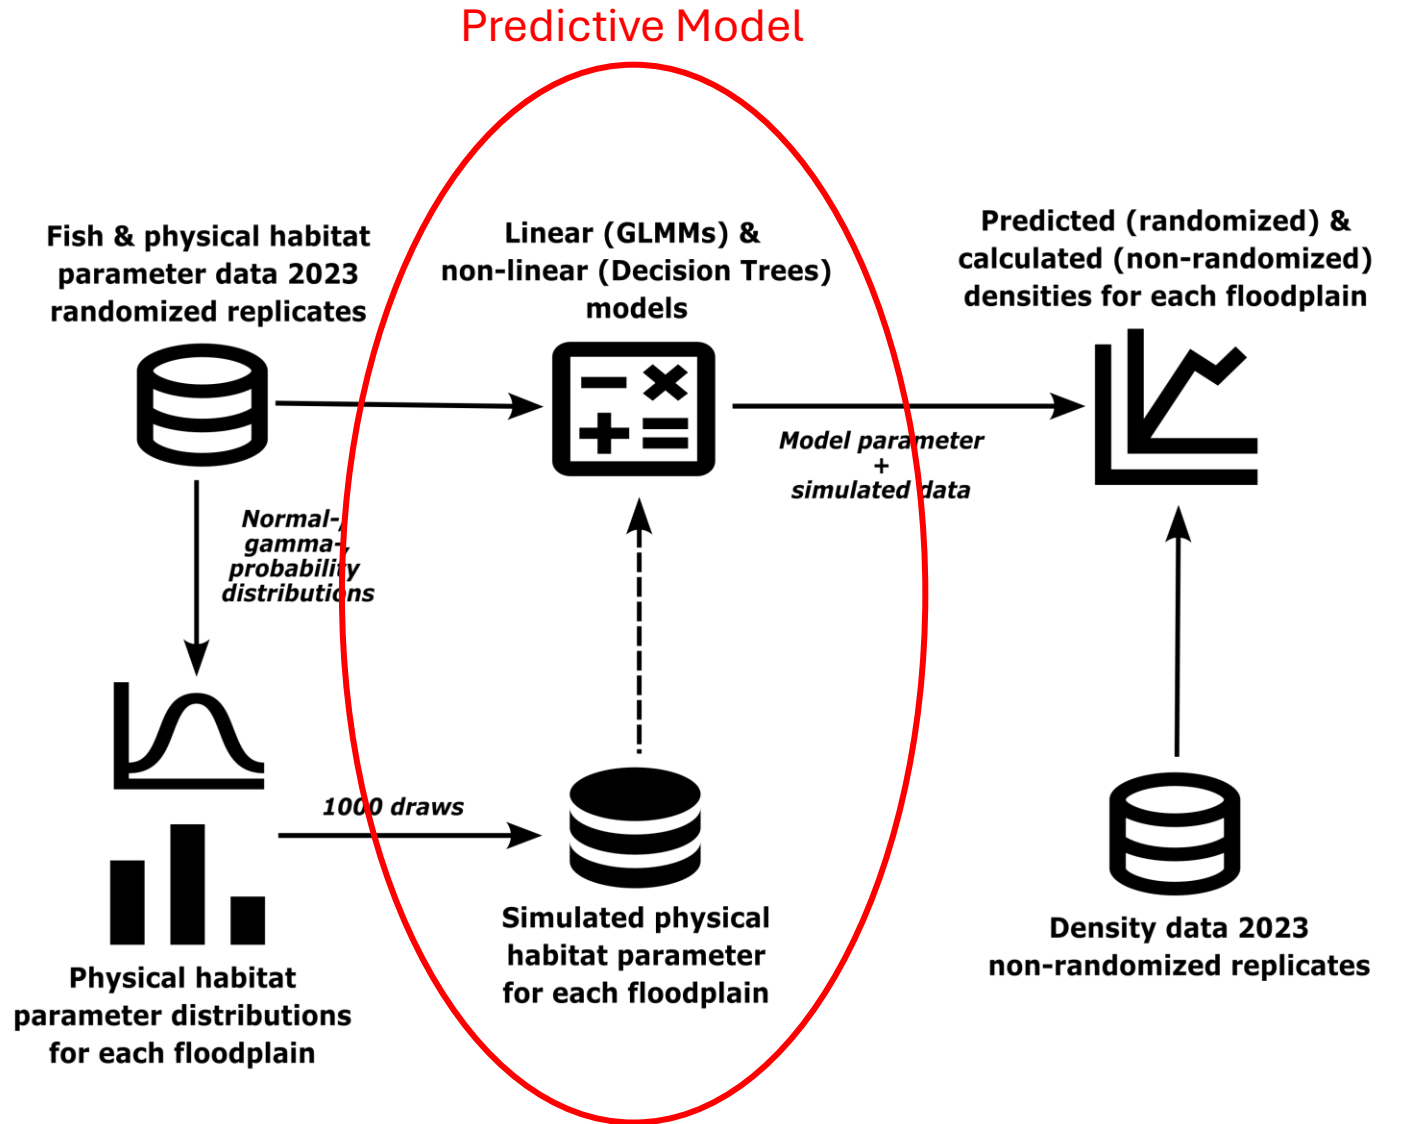 Predictive Model
Fish & physical habitat
parameter data 2023
randomized replicates
Linear (GLMMs) &
non-linear (Decision Trees)
models
Predicted (randomized) &
calculated (non-randomized)
densities for each floodplain
Model parameter
+
simulated data
Normal-,
gamma-,
probability
distributions
1000 draws
Physical habitat
parameter distributions
for each floodplain
Simulated physical
habitat parameter
for each floodplain
Density data 2023
non-randomized replicates